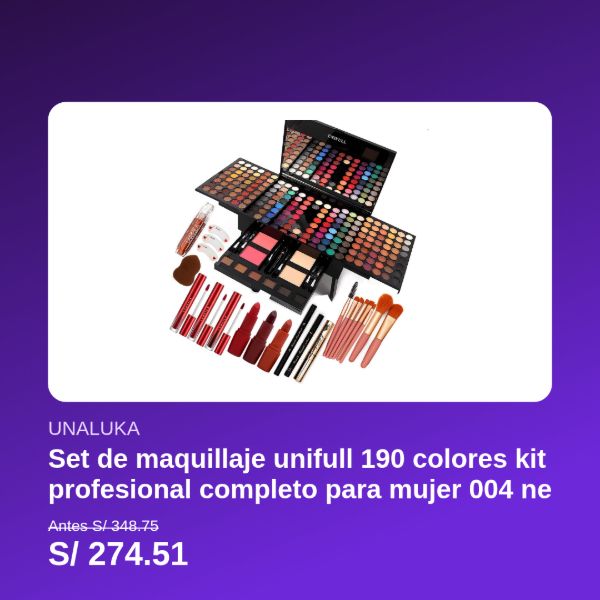 UNALUKA
Set de maquillaje unifull 190 colores kit
profesional completo para mujer 004 ne
Antes S/ 348.75
S/ 274.51